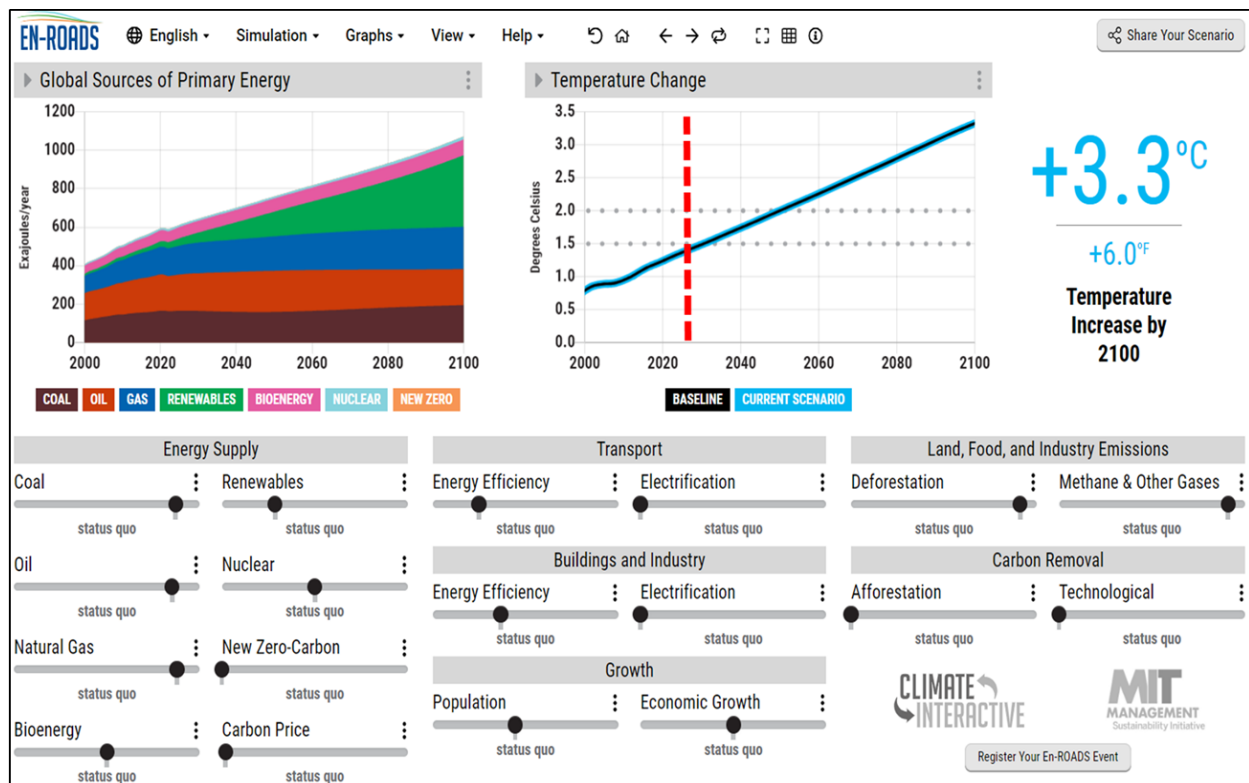 EN-ROADS
English
Simulation
Graphs
View
Help
Share Your Scenario
Global Sources of Primary Energy
Exajoules/year
1200
1000
800
600
400
200
0
2000 2020 2040 2060 2080 2100
COAL OIL GAS RENEWABLES BIOENERGY NUCLEAR NEW ZERO
Temperature Change
Degrees Celsius
3.5
3.0
2.5
2.0
1.5
1.0
0.5
0.0
2000 2020 2040 2060 2080 2100
BASELINE CURRENT SCENARIO
+3.3°C
+6.0°F
Temperature
Increase by
2100
Energy Supply
Coal Renewables
status quo status quo
Oil Nuclear
status quo status quo
Natural Gas New Zero-Carbon
status quo status quo
Bioenergy Carbon Price
status quo status quo
Transport
Energy Efficiency Electrification
status quo status quo
Buildings and Industry
Energy Efficiency Electrification
status quo status quo
Growth
Population Economic Growth
status quo status quo
Land, Food, and Industry Emissions
Deforestation Methane & Other Gases
status quo status quo
Carbon Removal
Afforestation Technological
status quo status quo
CLIMATE
INTERACTIVE
MIT
MANAGEMENT
Sustainability Initiative
Register Your En-ROADS Event